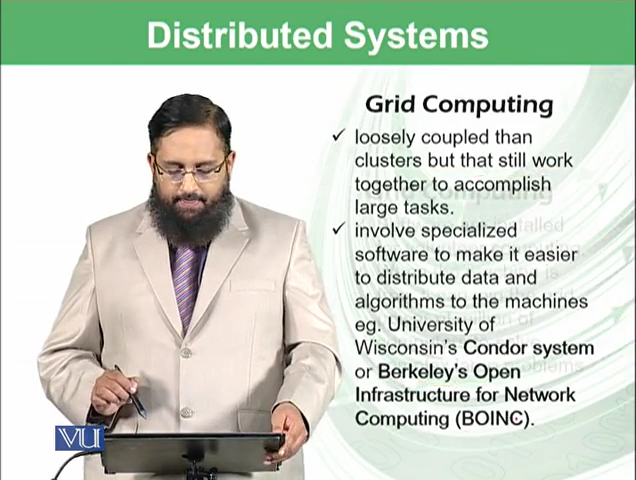 Distributed Systems
Grid Computing
✓ loosely coupled than
clusters but that still work
together to accomplish
large tasks.
✓ involve specialized
software to make it easier
to distribute data and
algorithms to the machines
eg. University of
Wisconsin's Condor system
or Berkeley's Open
Infrastructure for Network
Computing (BOINC).
VU